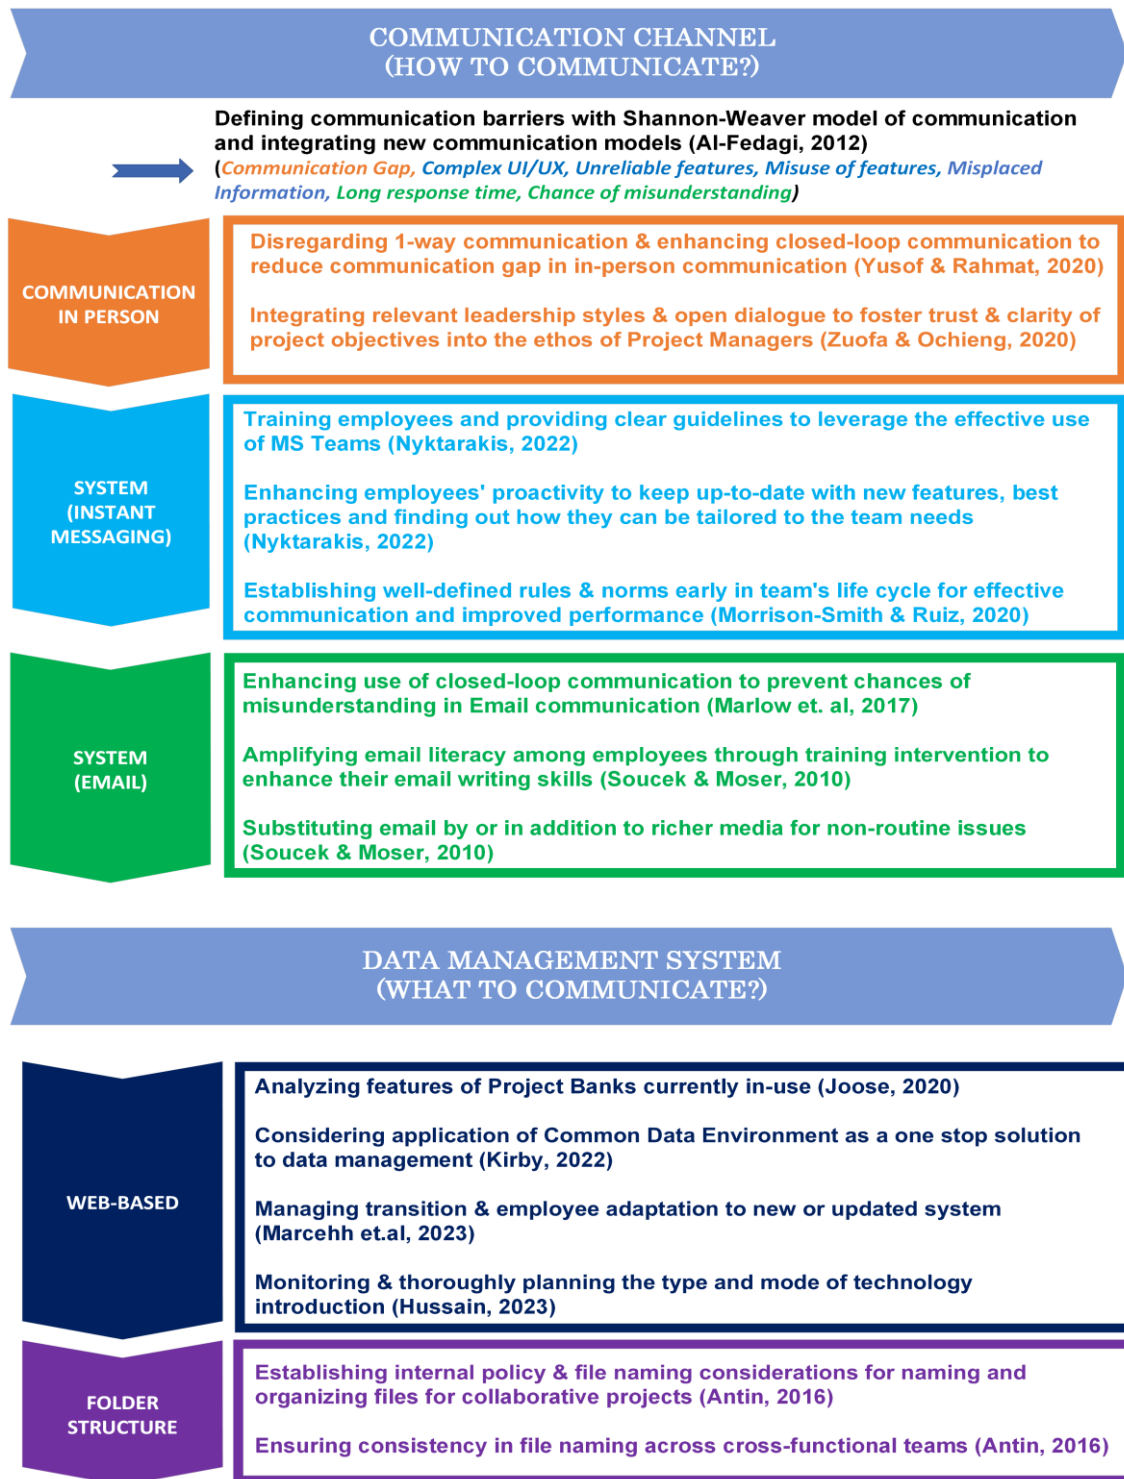 COMMUNICATION CHANNEL
(HOW TO COMMUNICATE?)
Defining communication barriers with Shannon-Weaver model of communication
and integrating new communication models (Al-Fedagi, 2012)
(Communication Gap, Complex UI/UX, Unreliable features, Misuse of features, Misplaced
Information, Long response time, Chance of misunderstanding)
COMMUNICATION
IN PERSON
Disregarding 1-way communication & enhancing closed-loop communication to
reduce communication gap in in-person communication (Yusof & Rahmat, 2020)
Integrating relevant leadership styles & open dialogue to foster trust & clarity of
project objectives into the ethos of Project Managers (Zuofa & Ochieng, 2020)
SYSTEM
(INSTANT
MESSAGING)
Training employees and providing clear guidelines to leverage the effective use
of MS Teams (Nyktarakis, 2022)
Enhancing employees' proactivity to keep up-to-date with new features, best
practices and finding out how they can be tailored to the team needs
(Nyktarakis, 2022)
Establishing well-defined rules & norms early in team's life cycle for effective
communication and improved performance (Morrison-Smith & Ruiz, 2020)
SYSTEM
(EMAIL)
Enhancing use of closed-loop communication to prevent chances of
misunderstanding in Email communication (Marlow et. al, 2017)
Amplifying email literacy among employees through training intervention to
enhance their email writing skills (Soucek & Moser, 2010)
Substituting email by or in addition to richer media for non-routine issues
(Soucek & Moser, 2010)
DATA MANAGEMENT SYSTEM
(WHAT TO COMMUNICATE?)
WEB-BASED
Analyzing features of Project Banks currently in-use (Joose, 2020)
Considering application of Common Data Environment as a one stop solution
to data management (Kirby, 2022)
Managing transition & employee adaptation to new or updated system
(Marcehh et.al, 2023)
Monitoring & thoroughly planning the type and mode of technology
introduction (Hussain, 2023)
FOLDER
STRUCTURE
Establishing internal policy & file naming considerations for naming and
organizing files for collaborative projects (Antin, 2016)
Ensuring consistency in file naming across cross-functional teams (Antin, 2016)